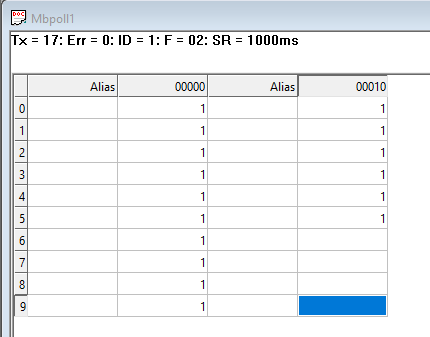 Mbpoll1
Tx = 17: Err = 0: ID = 1: F = 02: SR = 1000ms
Alias 00000 Alias 00010
0 1 1
1 1 1
2 1 1
3 1 1
4 1 1
5 1 1
6 1
7 1
8 1
9 1